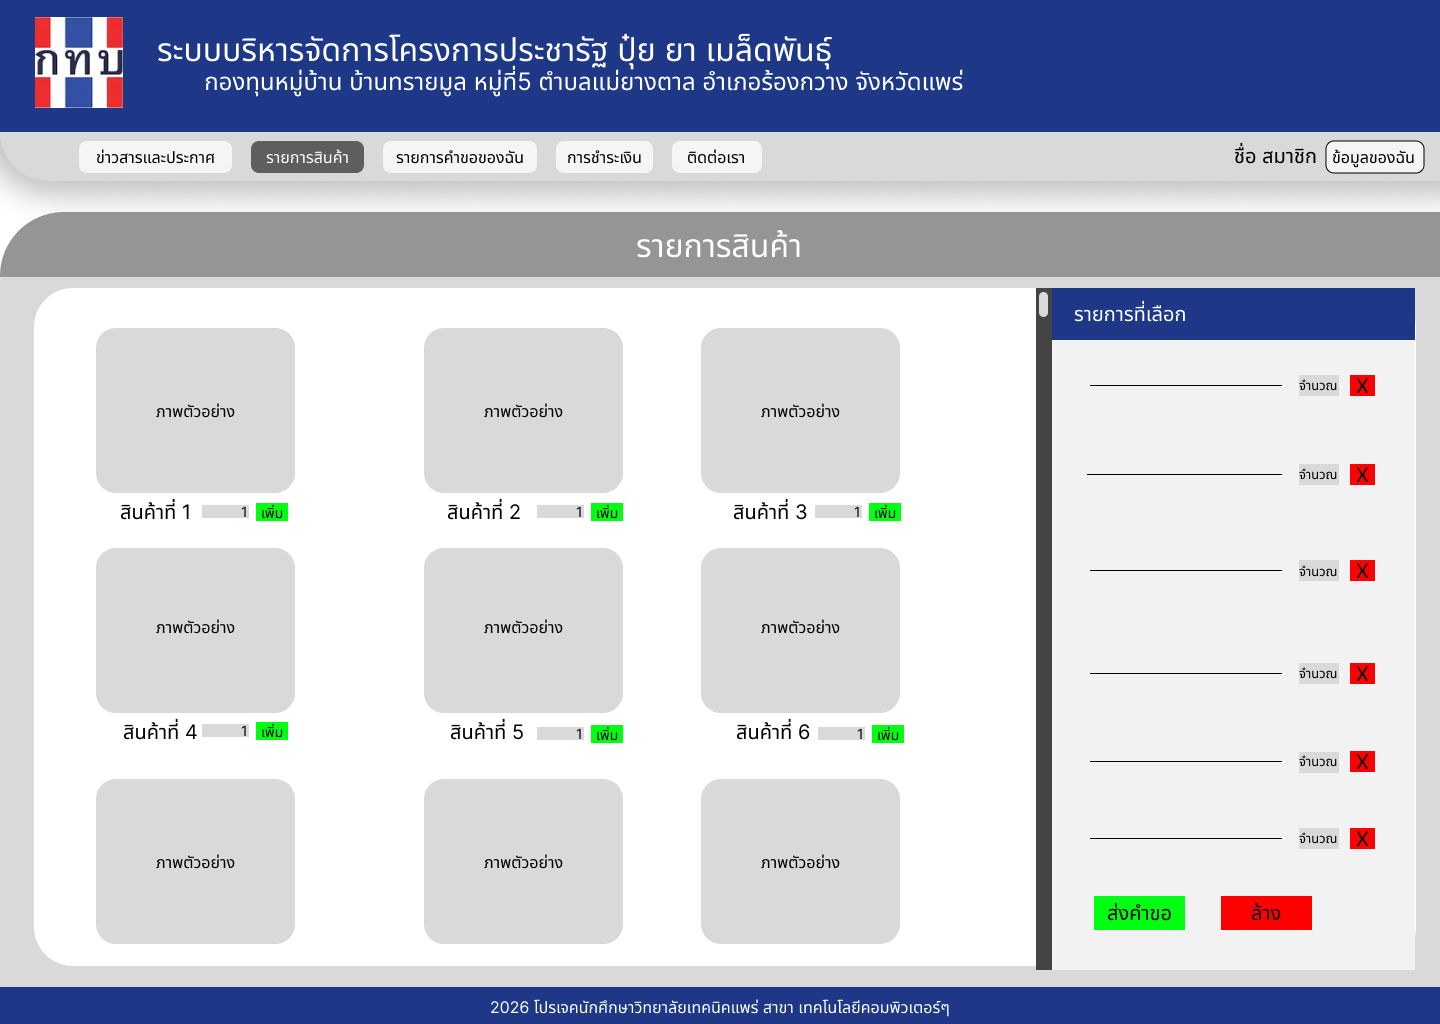 กทบ
ระบบบริหารจัดการโครงการประชารัฐ ปุ๋ย ยา เมล็ดพันธุ์
กองทุนหมู่บ้าน บ้านทรายมูล หมู่ที่5 ตำบลแม่ยางตาล อำเภอร้องกวาง จังหวัดแพร่
ข่าวสารและประกาศ รายการสินค้า รายการคำขอของฉัน การชำระเงิน ติดต่อเรา ชื่อ สมาชิก ข้อมูลของฉัน
รายการสินค้า
รายการที่เลือก
จำนวณ X
ภาพตัวอย่าง ภาพตัวอย่าง ภาพตัวอย่าง
จำนวณ X
สินค้าที่ 1 1 เพิ่ม สินค้าที่ 2 1 เพิ่ม สินค้าที่ 3 1 เพิ่ม
จำนวณ X
ภาพตัวอย่าง ภาพตัวอย่าง ภาพตัวอย่าง
จำนวณ X
สินค้าที่ 4 1 เพิ่ม สินค้าที่ 5 1 เพิ่ม สินค้าที่ 6 1 เพิ่ม
จำนวณ X
จำนวณ X
ภาพตัวอย่าง ภาพตัวอย่าง ภาพตัวอย่าง
ส่งคำขอ ล้าง
2026 โปรเจคนักศึกษาวิทยาลัยเทคนิคแพร่ สาขา เทคโนโลยีคอมพิวเตอร์ๆ